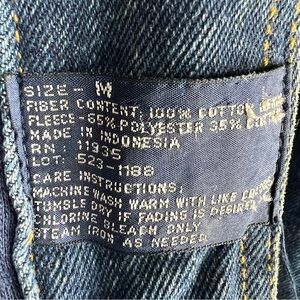 SIZE - M
FIBER CONTENT: 100% COTTON
FLEECE-65% POLYESTER 35%
MADE IN INDONESIA
RN: 11935
LOT: 523-1188
CARE INSTRUCTIONS:
MACHINE WASH WARM WITH LIKE COLORS
TUMBLE DRY IF FADING IS DESIRED
CHLORINE BLEACH ONLY
STEAM IRON AS NEEDED